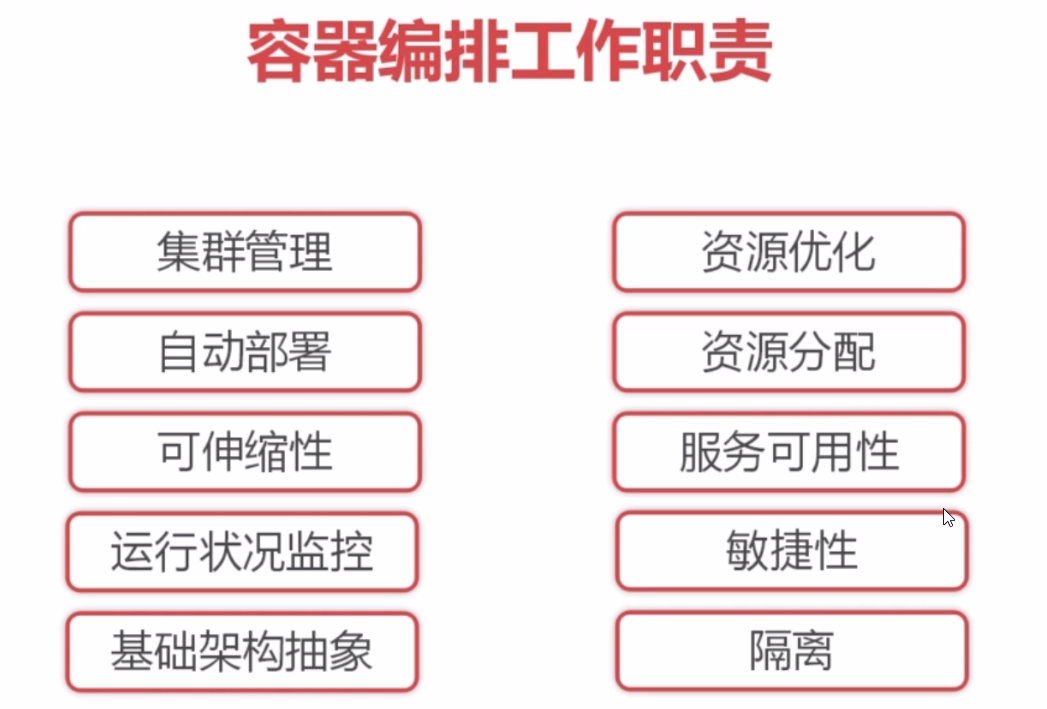 容器编排工作职责
集群管理
资源优化
自动部署
资源分配
可伸缩性
服务可用性
运行状况监控
敏捷性
基础架构抽象
隔离